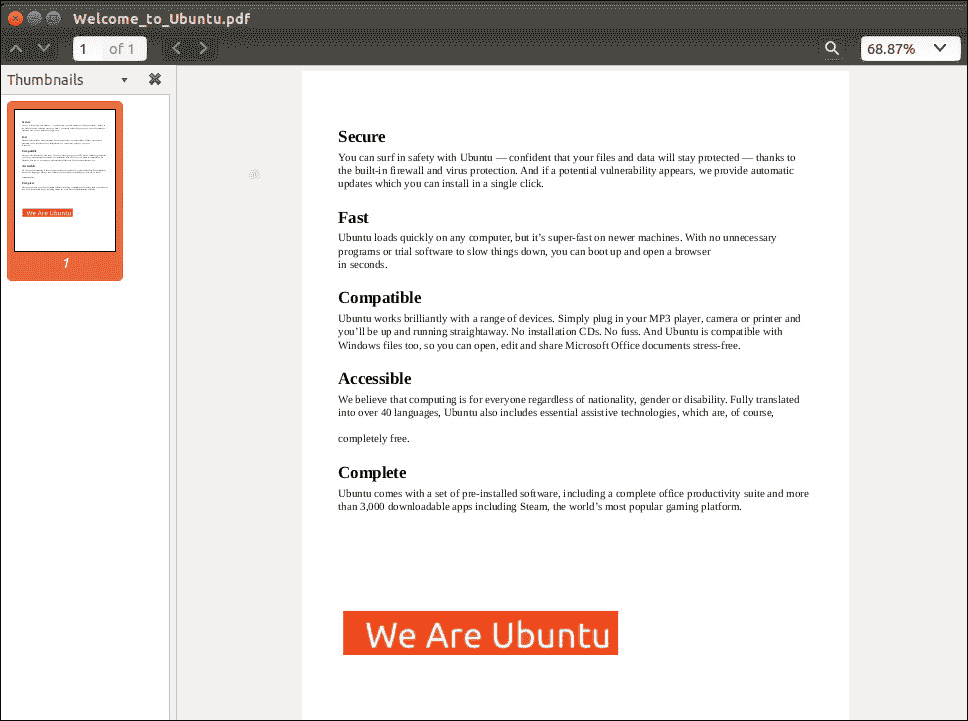 Welcome_to_Ubuntu.pdf
1 of 1
68.87%
Thumbnails
1
We Are Ubuntu
Secure
You can surf in safety with Ubuntu — confident that your files and data will stay protected — thanks to
the built-in firewall and virus protection. And if a potential vulnerability appears, we provide automatic
updates which you can install in a single click.
Fast
Ubuntu loads quickly on any computer, but it’s super-fast on newer machines. With no unnecessary
programs or trial software to slow things down, you can boot up and open a browser
in seconds.
Compatible
Ubuntu works brilliantly with a range of devices. Simply plug in your MP3 player, camera or printer and
you’ll be up and running straightaway. No installation CDs. No fuss. And Ubuntu is compatible with
Windows files too, so you can open, edit and share Microsoft Office documents stress-free.
Accessible
We believe that computing is for everyone regardless of nationality, gender or disability. Fully translated
into over 40 languages, Ubuntu also includes essential assistive technologies, which are, of course,
completely free.
Complete
Ubuntu comes with a set of pre-installed software, including a complete office productivity suite and more
than 3,000 downloadable apps including Steam, the world’s most popular gaming platform.
We Are Ubuntu